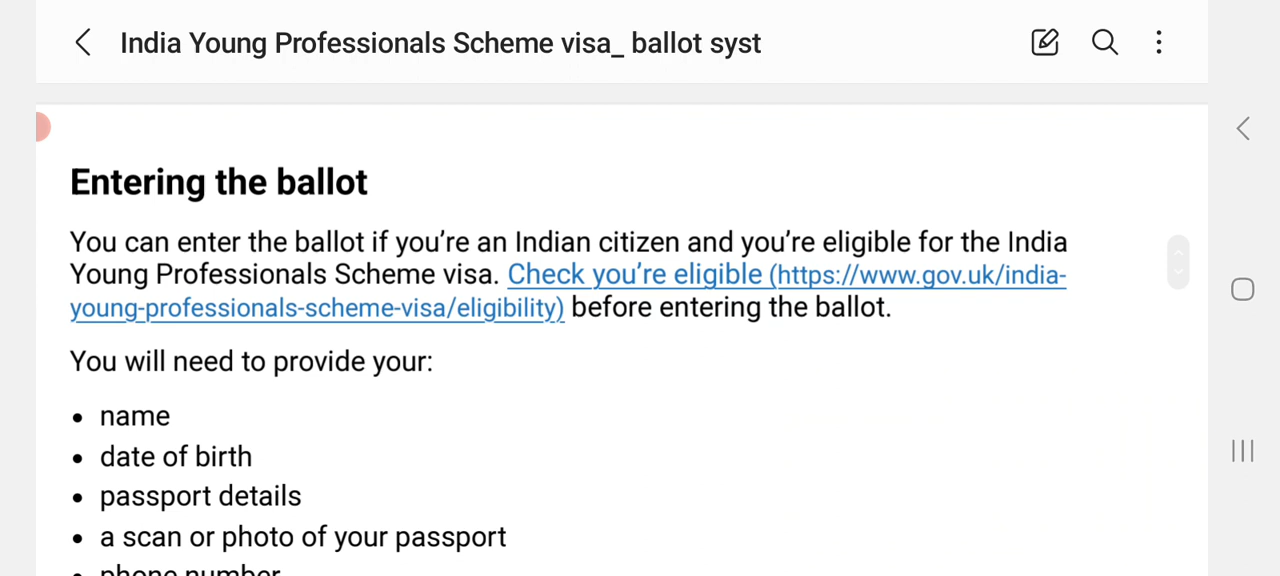 India Young Professionals Scheme visa_ ballot syst
Entering the ballot
You can enter the ballot if you’re an Indian citizen and you’re eligible for the India
Young Professionals Scheme visa. Check you’re eligible (https://www.gov.uk/india-
young-professionals-scheme-visa/eligibility) before entering the ballot.
You will need to provide your:
• name
• date of birth
• passport details
• a scan or photo of your passport
• phone number